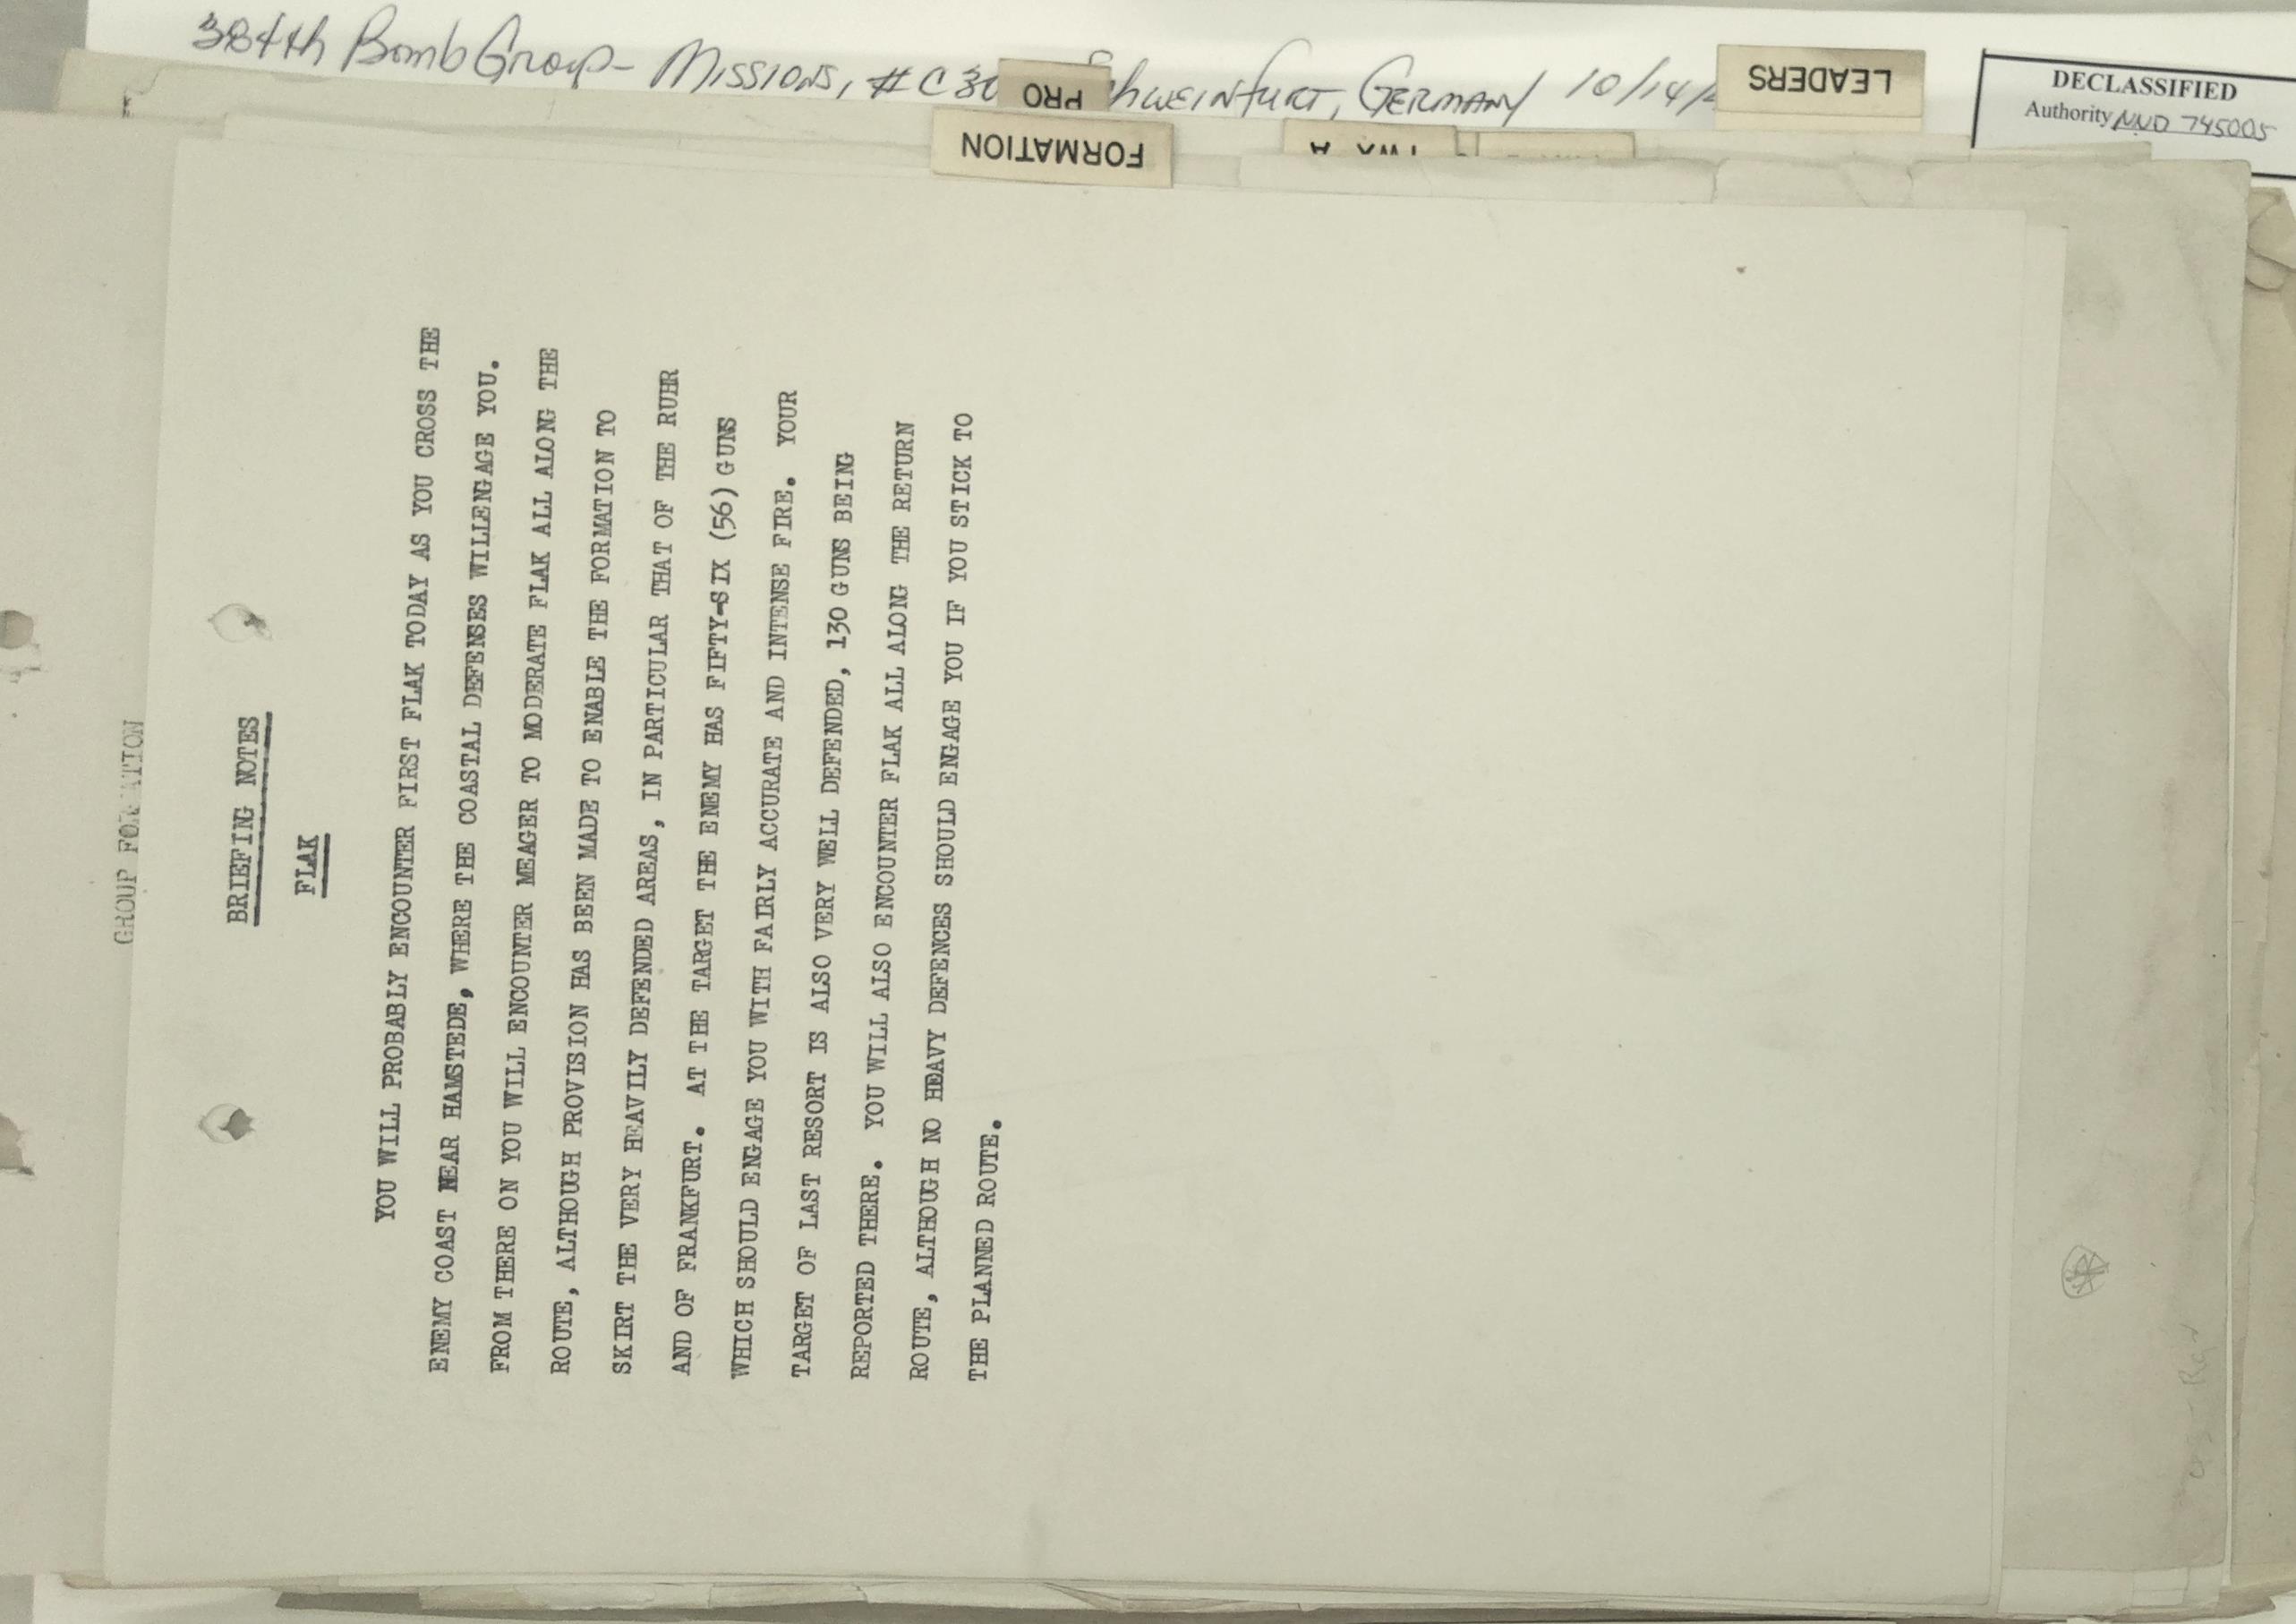 384th Bomb Group - Missions, #C30 Schweinfurt, Germany 10/14/
LEADERS
PRO
FORMATION
DECLASSIFIED
Authority NND 745005
GROUP FORMATION
BRIEFING NOTES
FLAK
YOU WILL PROBABLY ENCOUNTER FIRST FLAK TODAY AS YOU CROSS THE
ENEMY COAST NEAR HAMSTEDE, WHERE THE COASTAL DEFENSES WILLENGAGE YOU.
FROM THERE ON YOU WILL ENCOUNTER MEAGER TO MODERATE FLAK ALL ALONG THE
ROUTE, ALTHOUGH PROVISION HAS BEEN MADE TO ENABLE THE FORMATION TO
SKIRT THE VERY HEAVILY DEFENDED AREAS, IN PARTICULAR THAT OF THE RUHR
AND OF FRANKFURT. AT THE TARGET THE ENEMY HAS FIFTY-SIX (56) GUNS
WHICH SHOULD ENGAGE YOU WITH FAIRLY ACCURATE AND INTENSE FIRE. YOUR
TARGET OF LAST RESORT IS ALSO VERY WELL DEFENDED, 130 GUNS BEING
REPORTED THERE. YOU WILL ALSO ENCOUNTER FLAK ALL ALONG THE RETURN
ROUTE, ALTHOUGH NO HEAVY DEFENCES SHOULD ENGAGE YOU IF YOU STICK TO
THE PLANNED ROUTE.